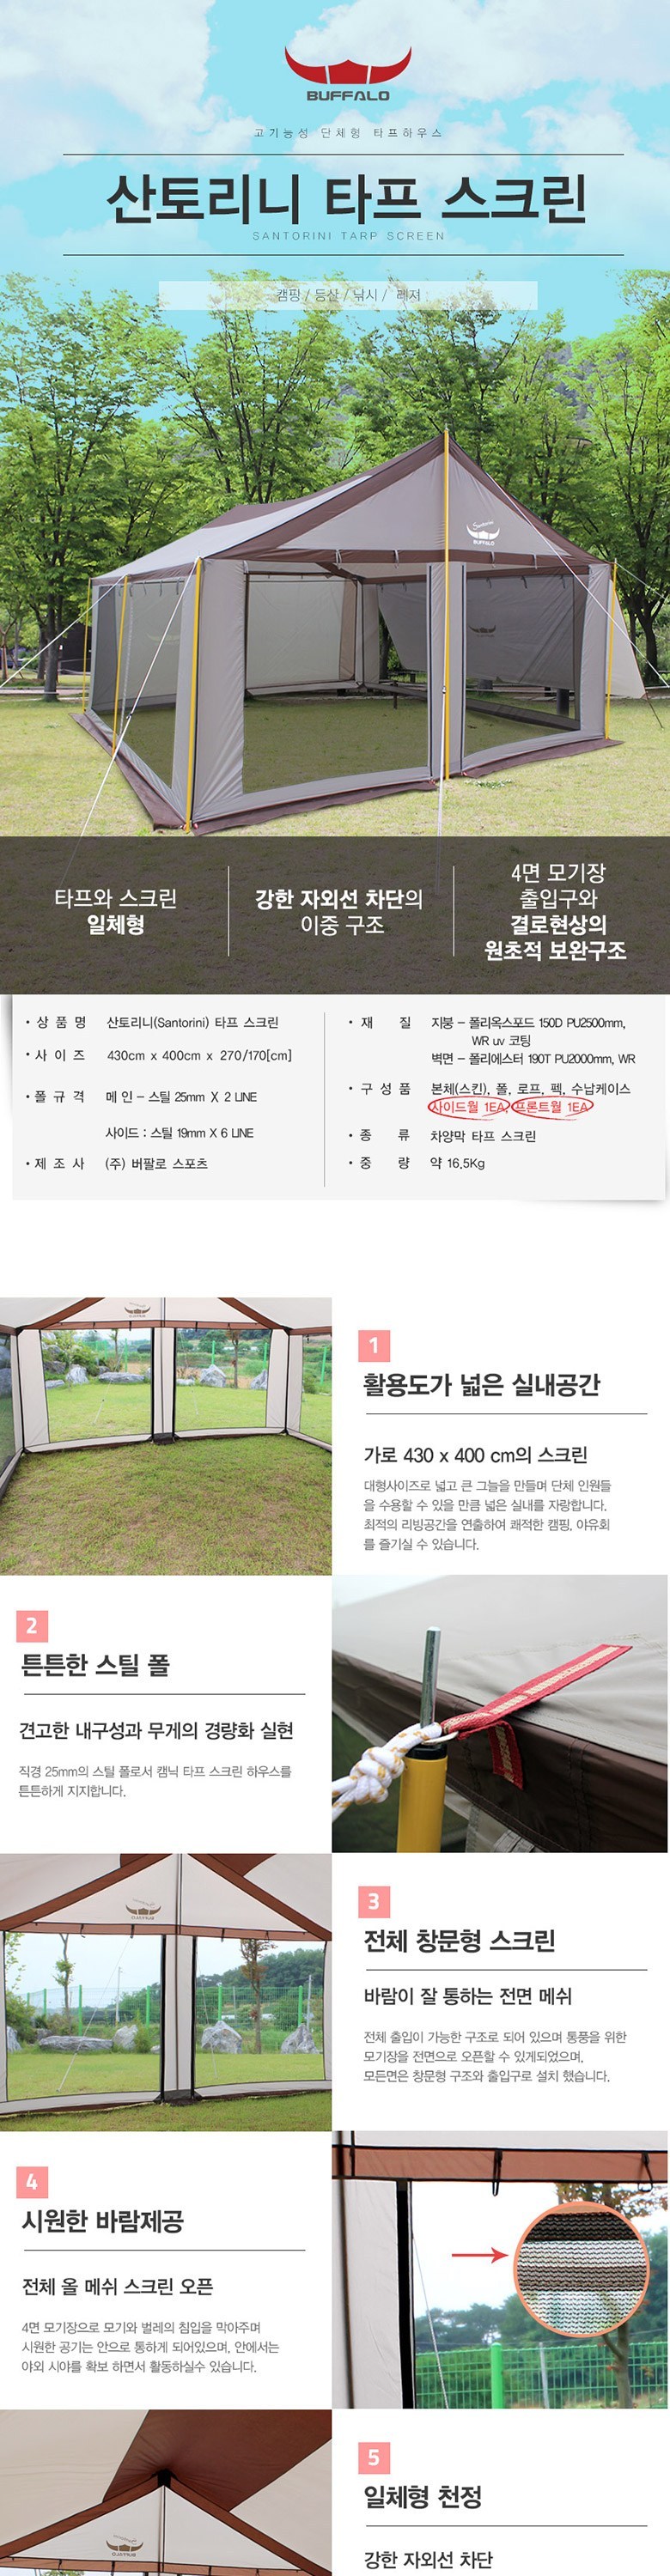 BUFFALO
고기능성 단체형 타프하우스
산토리니 타프 스크린
SANTORINI TARP SCREEN
캠핑 / 등산 / 낚시 / 레저
Santorini
BUFFALO
타프와 스크린
일체형
강한 자외선 차단의
이중 구조
4면 모기장
출입구와
결로현상의
원초적 보완구조
• 상 품 명 산토리니(Santorini) 타프 스크린
• 사 이 즈 430cm x 400cm x 270/170[cm]
• 폴 규 격 메 인 – 스틸 25mm X 2 LINE
사이드 : 스틸 19mm X 6 LINE
• 제 조 사 (주) 버팔로 스포츠
• 재 질 지붕 – 폴리옥스포드 150D PU2500mm,
WR uv 코팅
벽면 – 폴리에스터 190T PU2000mm, WR
• 구 성 품 본체(스킨), 폴, 로프, 펙, 수납케이스
사이드월 1EA, 프론트월 1EA
• 종 류 차양막 타프 스크린
• 중 량 약 16,5Kg
1
활용도가 넓은 실내공간
가로 430 x 400 cm의 스크린
대형사이즈로 넓고 큰 그늘을 만들며 단체 인원들
을 수용할 수 있을 만큼 넓은 실내를 자랑합니다.
최적의 리빙공간을 연출하여 쾌적한 캠핑, 야유회
를 즐기실 수 있습니다.
2
튼튼한 스틸 폴
견고한 내구성과 무게의 경량화 실현
직경 25mm의 스틸 폴로서 캠닉 타프 스크린 하우스를
튼튼하게 지지합니다.
3
전체 창문형 스크린
바람이 잘 통하는 전면 메쉬
전체 출입이 가능한 구조로 되어 있으며 통풍을 위한
모기장을 전면으로 오픈할 수 있게되었으며,
모든면은 창문형 구조와 출입구로 설치 했습니다.
4
시원한 바람제공
전체 올 메쉬 스크린 오픈
4면 모기장으로 모기와 벌레의 침입을 막아주며
시원한 공기는 안으로 통하게 되어있으며, 안에서는
야외 시야를 확보 하면서 활동하실수 있습니다.
5
일체형 천정
강한 자외선 차단